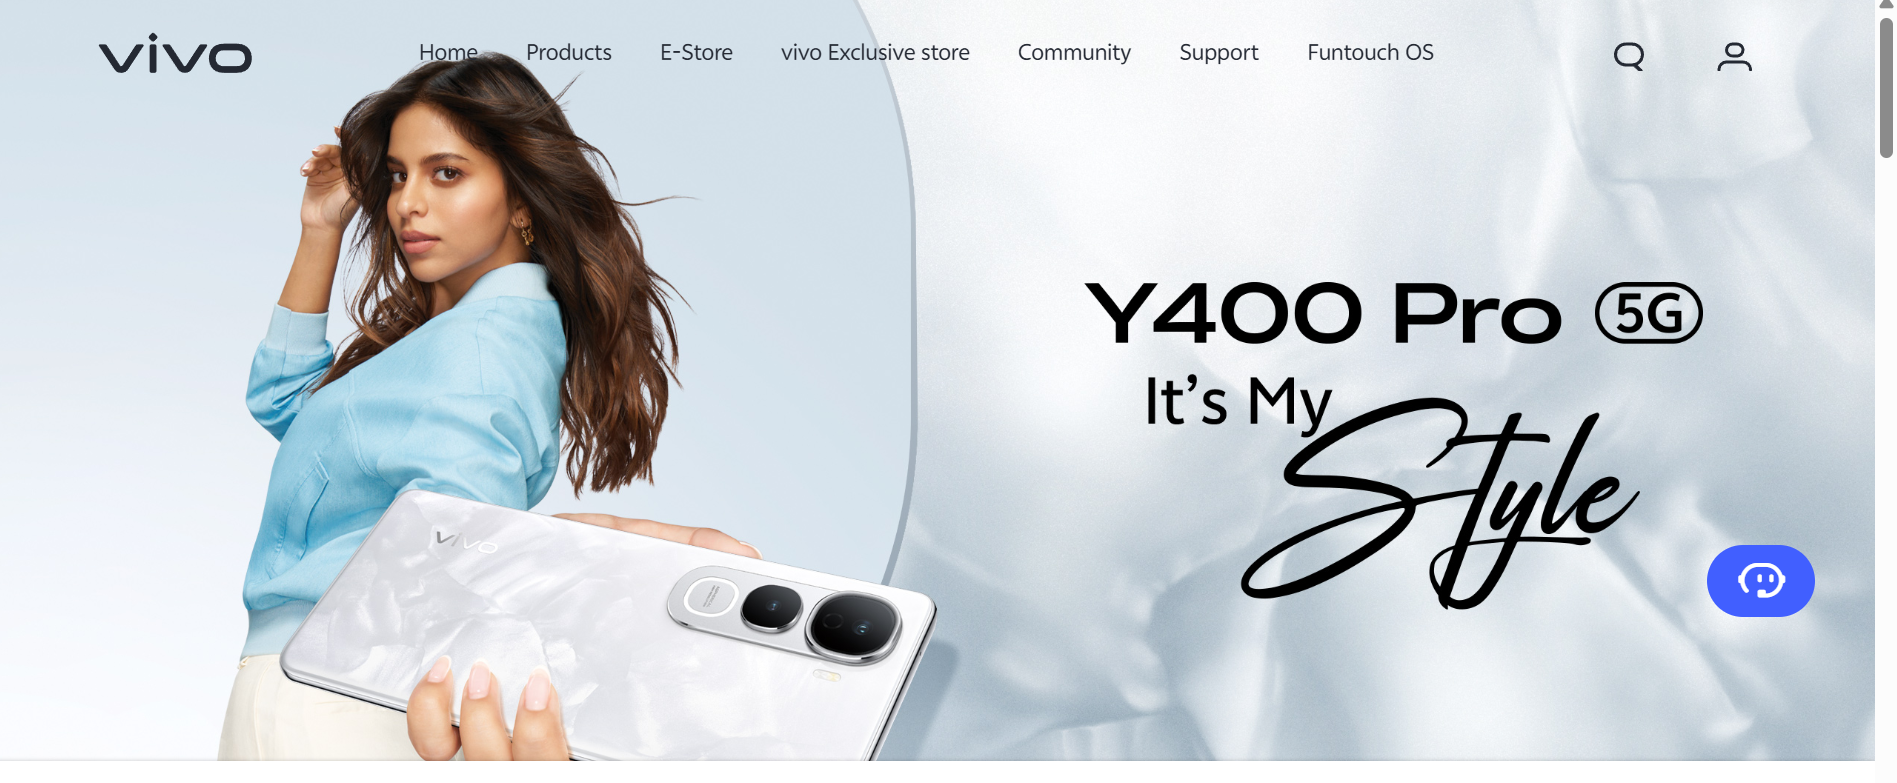 vivo
Home Products E-Store vivo Exclusive store Community Support Funtouch OS
Y400 Pro 5G
It's My
Style
vivo